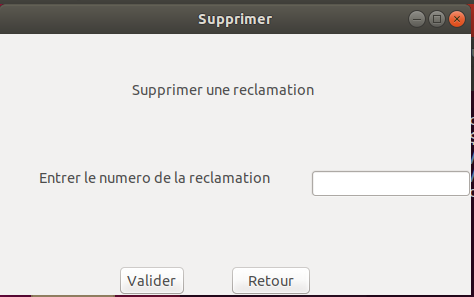 Supprimer
Supprimer une reclamation
Entrer le numero de la reclamation
Valider Retour